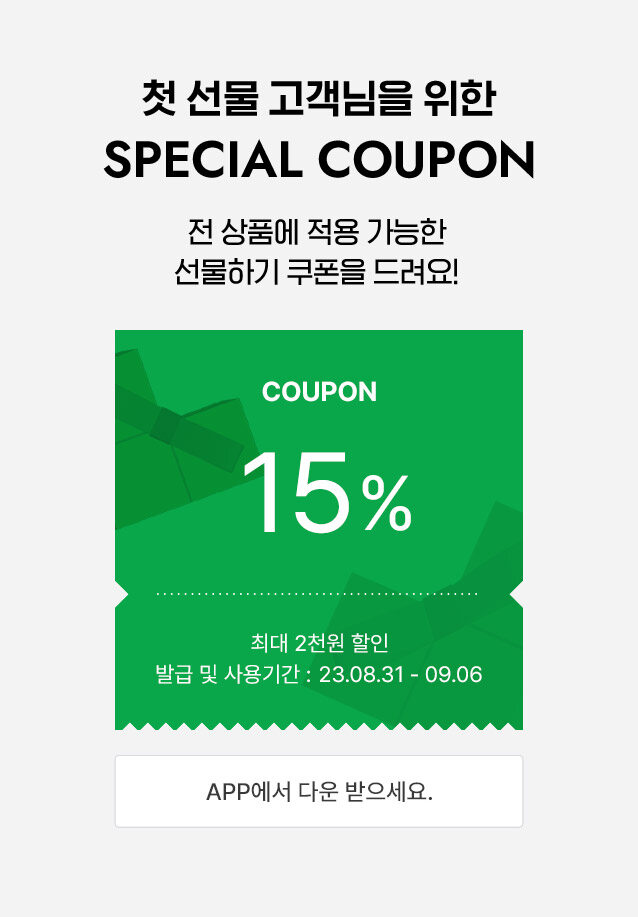 첫 선물 고객님을 위한
SPECIAL COUPON
전 상품에 적용 가능한
선물하기 쿠폰을 드려요!
COUPON
15%
최대 2천원 할인
발급 및 사용기간 : 23.08.31 - 09.06
APP에서 다운 받으세요.